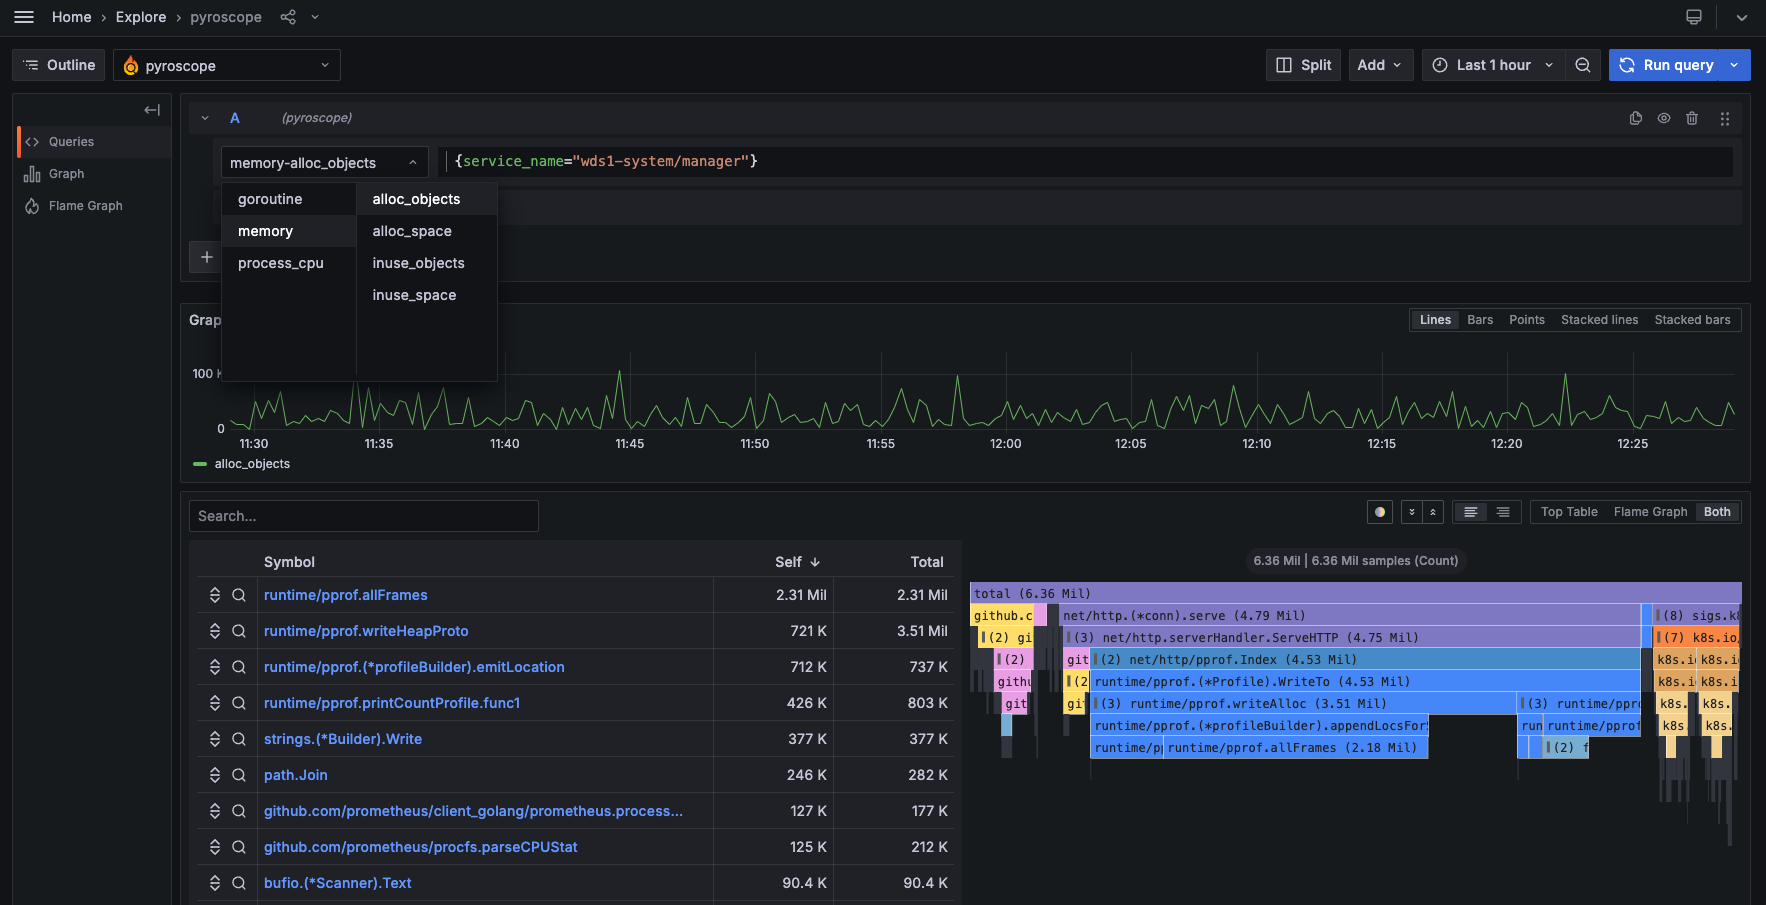 Home › Explore › pyroscope
Outline
pyroscope
Split
Add
Last 1 hour
Run query
Queries
Graph
Flame Graph
A
(pyroscope)
memory-alloc_objects
{service_name="wds1-system/manager"}
goroutine
memory
process_cpu
alloc_objects
alloc_space
inuse_objects
inuse_space
+
Grap
Lines Bars Points Stacked lines Stacked bars
100 K
0
11:30 11:35 11:40 11:45 11:50 11:55 12:00 12:05 12:10 12:15 12:20 12:25
alloc_objects
Search...
Top Table Flame Graph Both
Symbol Self Total
runtime/pprof.allFrames 2.31 Mil 2.31 Mil
runtime/pprof.writeHeapProto 721 K 3.51 Mil
runtime/pprof.(*profileBuilder).emitLocation 712 K 737 K
runtime/pprof.printCountProfile.func1 426 K 803 K
strings.(*Builder).Write 377 K 377 K
path.Join 246 K 282 K
github.com/prometheus/client_golang/prometheus.process... 127 K 177 K
github.com/prometheus/procfs.parseCPUStat 125 K 212 K
bufio.(*Scanner).Text 90.4 K 90.4 K
6.36 Mil | 6.36 Mil samples (Count)
total (6.36 Mil)
github.c net/http.(*conn).serve (4.79 Mil) (8) sigs.k
(2) gi (3) net/http.serverHandler.ServeHTTP (4.75 Mil) (7) k8s.io
(2) git (2) net/http/pprof.Index (4.53 Mil) k8s.i k8s.i
githu (2 runtime/pprof.(*Profile).WriteTo (4.53 Mil) k8s.i k8s.i
git gi (3) runtime/pprof.writeAlloc (3.51 Mil) (3) runtime/ppr k8s. k8s.
runtime/pprof.(*profileBuilder).appendLocsFor run runtime/pprof k8s k8s.
runtime/p runtime/pprof.allFrames (2.18 Mil) (2) f